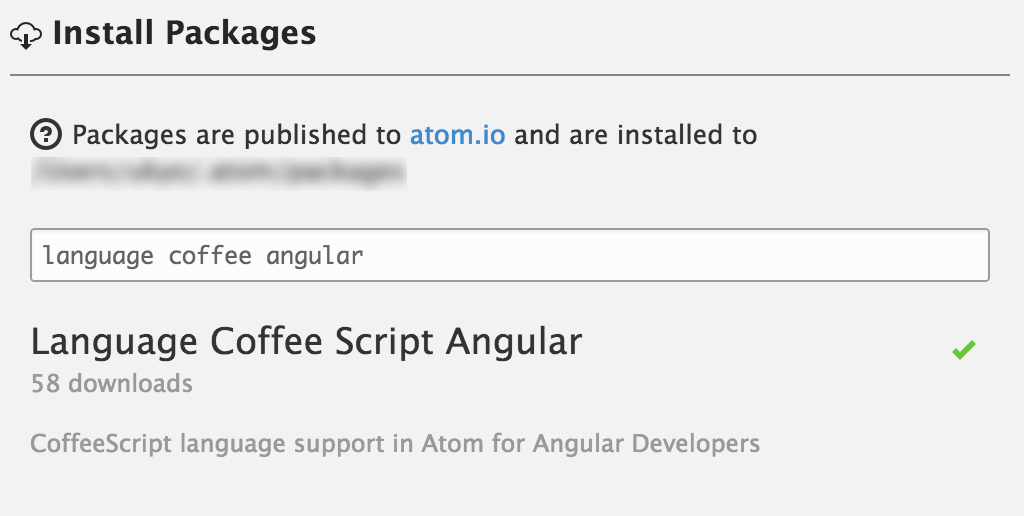 Install Packages
Packages are published to atom.io and are installed to
language coffee angular
Language Coffee Script Angular
58 downloads
CoffeeScript language support in Atom for Angular Developers